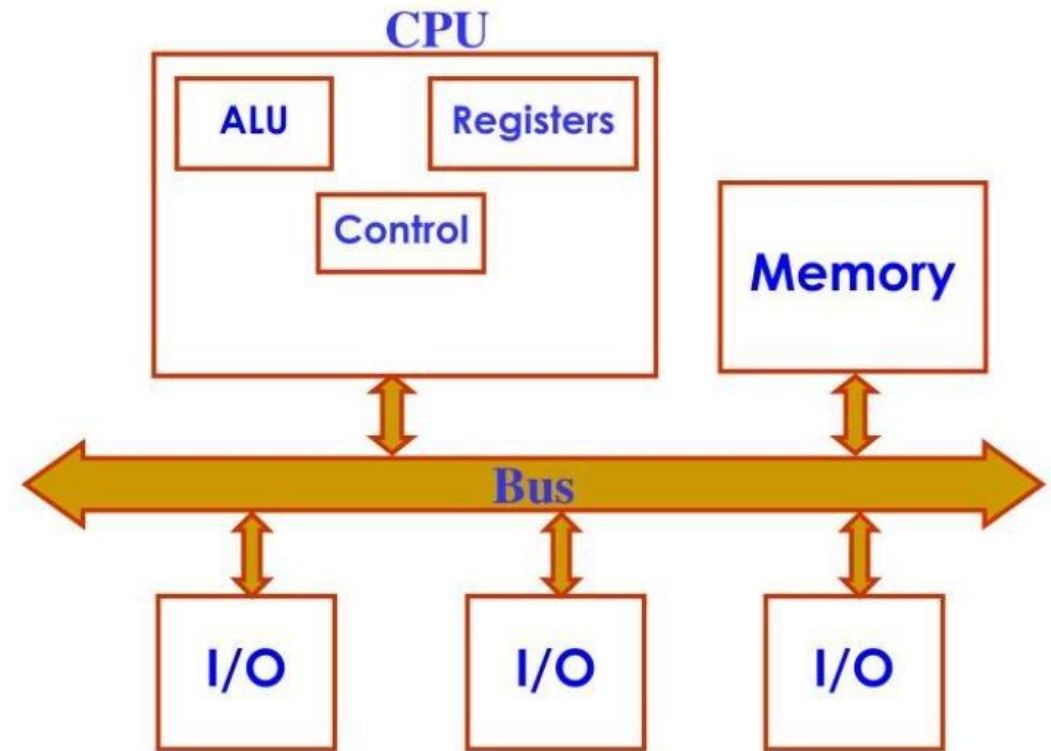 CPU
ALU
Registers
Control
Memory
Bus
I/O
I/O
I/O